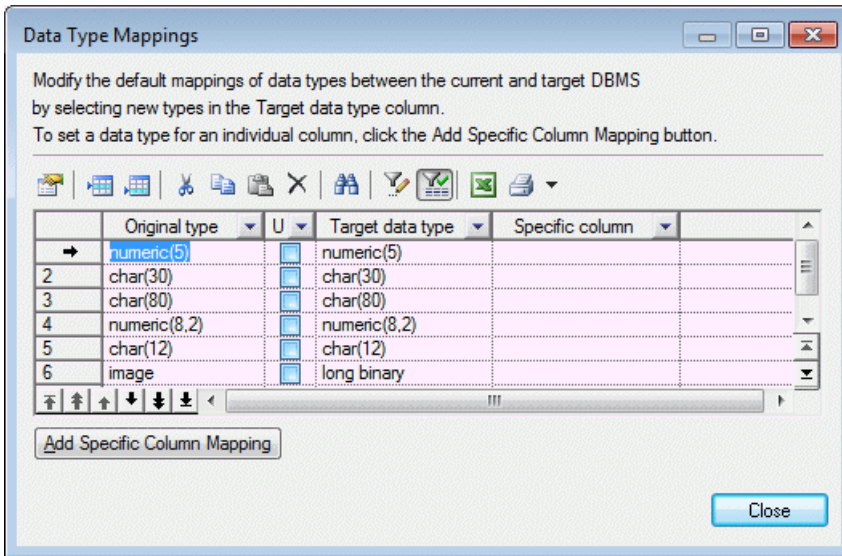 Data Type Mappings
Modify the default mappings of data types between the current and target DBMS
by selecting new types in the Target data type column.
To set a data type for an individual column, click the Add Specific Column Mapping button.
Original type U Target data type Specific column
numeric(5) numeric(5)
2 char(30) char(30)
3 char(80) char(80)
4 numeric(8,2) numeric(8,2)
5 char(12) char(12)
6 image long binary
Add Specific Column Mapping
Close